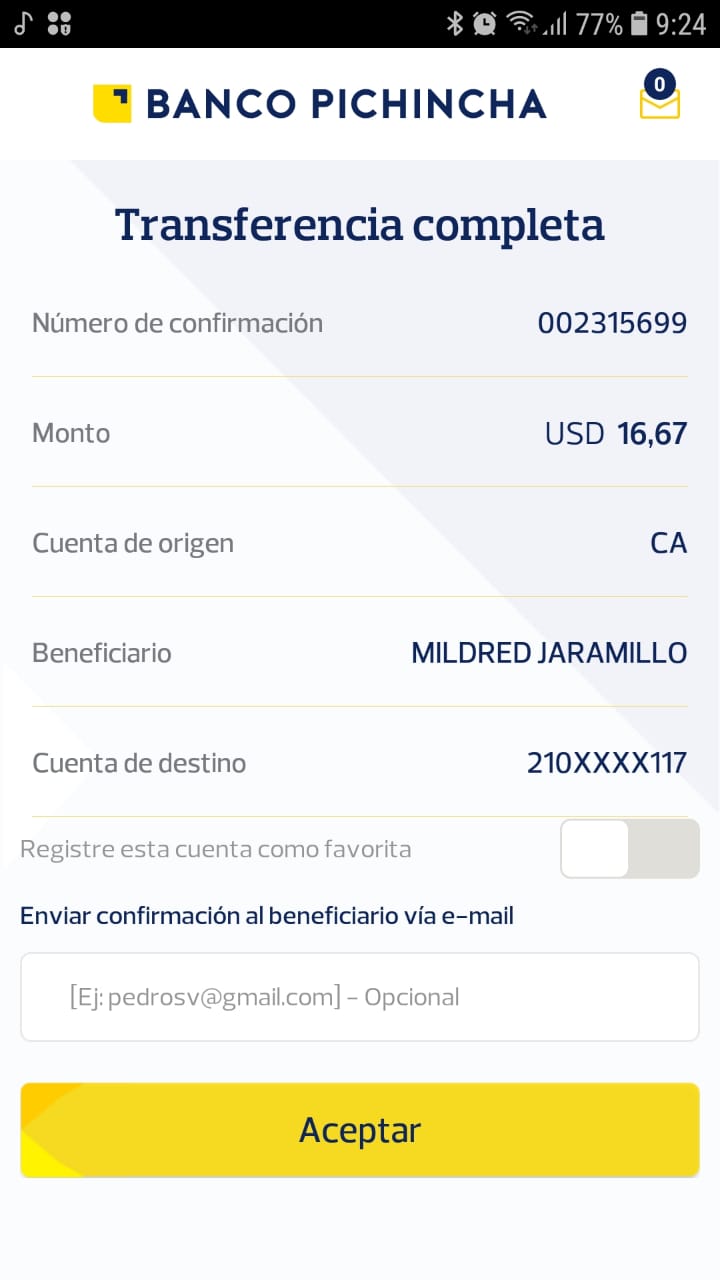 77% 9:24
BANCO PICHINCHA
0
Transferencia completa
Número de confirmación 002315699
Monto USD 16,67
Cuenta de origen CA
Beneficiario MILDRED JARAMILLO
Cuenta de destino 210XXXX117
Registre esta cuenta como favorita
Enviar confirmación al beneficiario vía e-mail
[Ej: pedrosv@gmail.com] - Opcional
Aceptar